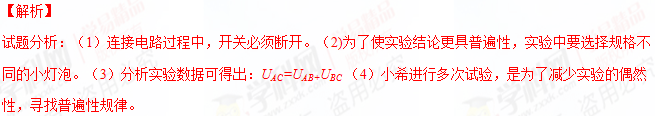 【解析】
试题分析:(1)连接电路过程中,开关必须断开。(2)为了使实验结论更具普遍性,实验中要选择规格不
同的小灯泡。(3)分析实验数据可得出:UAC=UAB+UBC(4)小希进行多次试验,是为了减少实验的偶然
性,寻找普遍性规律。